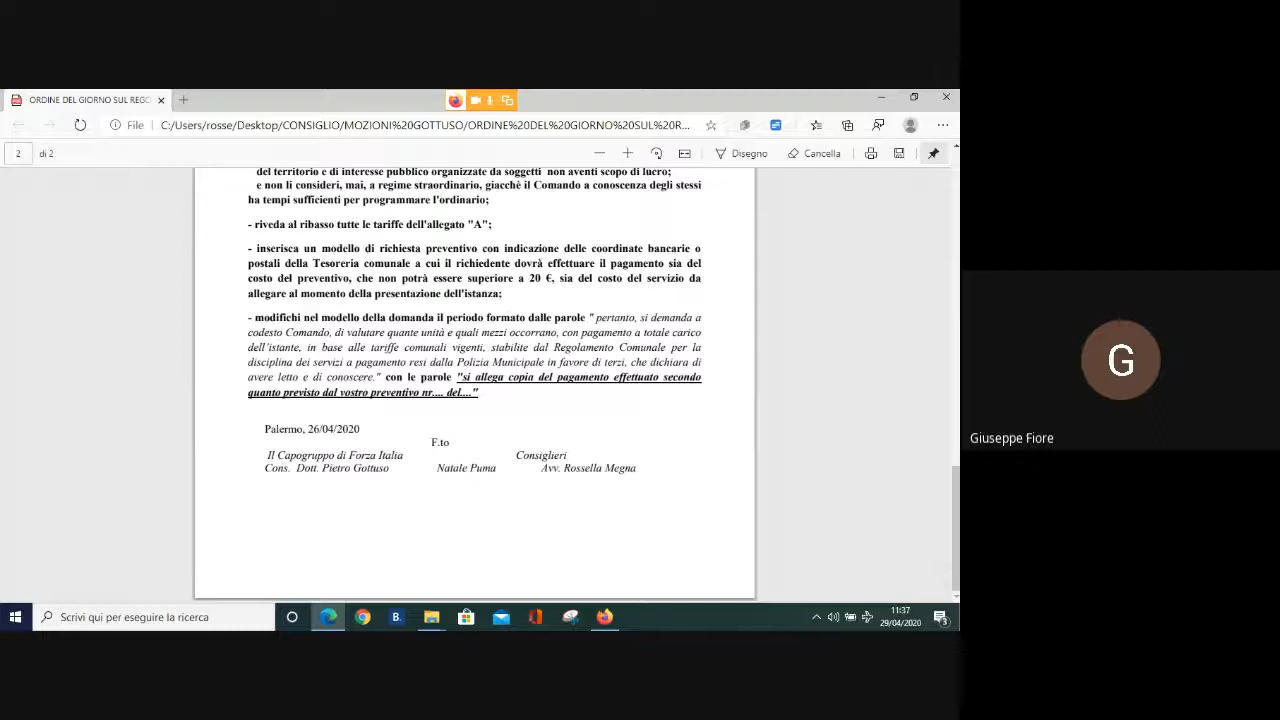 ORDINE DEL GIORNO SUL REGO
File
C:/Users/rosse/Desktop/CONSIGLIO/MOZIONI%20GOTTUSO/ORDINE%20DEL%20GIORNO%20SUL%20R...
2
di 2
Disegno
Cancella
del territorio e di interesse pubblico organizzate da soggetti non aventi scopo di lucro;
e non li consideri, mai, a regime straordinario, giacchè il Comando a conoscenza degli stessi
ha tempi sufficienti per programmare l'ordinario;
- riveda al ribasso tutte le tariffe dell'allegato "A";
- inserisca un modello di richiesta preventivo con indicazione delle coordinate bancarie o
postali della Tesoreria comunale a cui il richiedente dovrà effettuare il pagamento sia del
costo del preventivo, che non potrà essere superiore a 20 €, sia del costo del servizio da
allegare al momento della presentazione dell'istanza;
- modifichi nel modello della domanda il periodo formato dalle parole " pertanto, si demanda a
codesto Comando, di valutare quante unità e quali mezzi occorrano, con pagamento a totale carico
dell'istante, in base alle tariffe comunali vigenti, stabilite dal Regolamento Comunale per la
disciplina dei servizi a pagamento resi dalla Polizia Municipale in favore di terzi, che dichiara di
avere letto e di conoscere." con le parole "si allega copia del pagamento effettuato secondo
quanto previsto dal vostro preventivo nr.... del...."
Palermo, 26/04/2020
F.to
Il Capogruppo di Forza Italia
Consiglieri
Cons. Dott. Pietro Gottuso
Natale Puma
Avv. Rossella Megna
G
Giuseppe Fiore
Scrivi qui per eseguire la ricerca
B.
11:37
29/04/2020
3